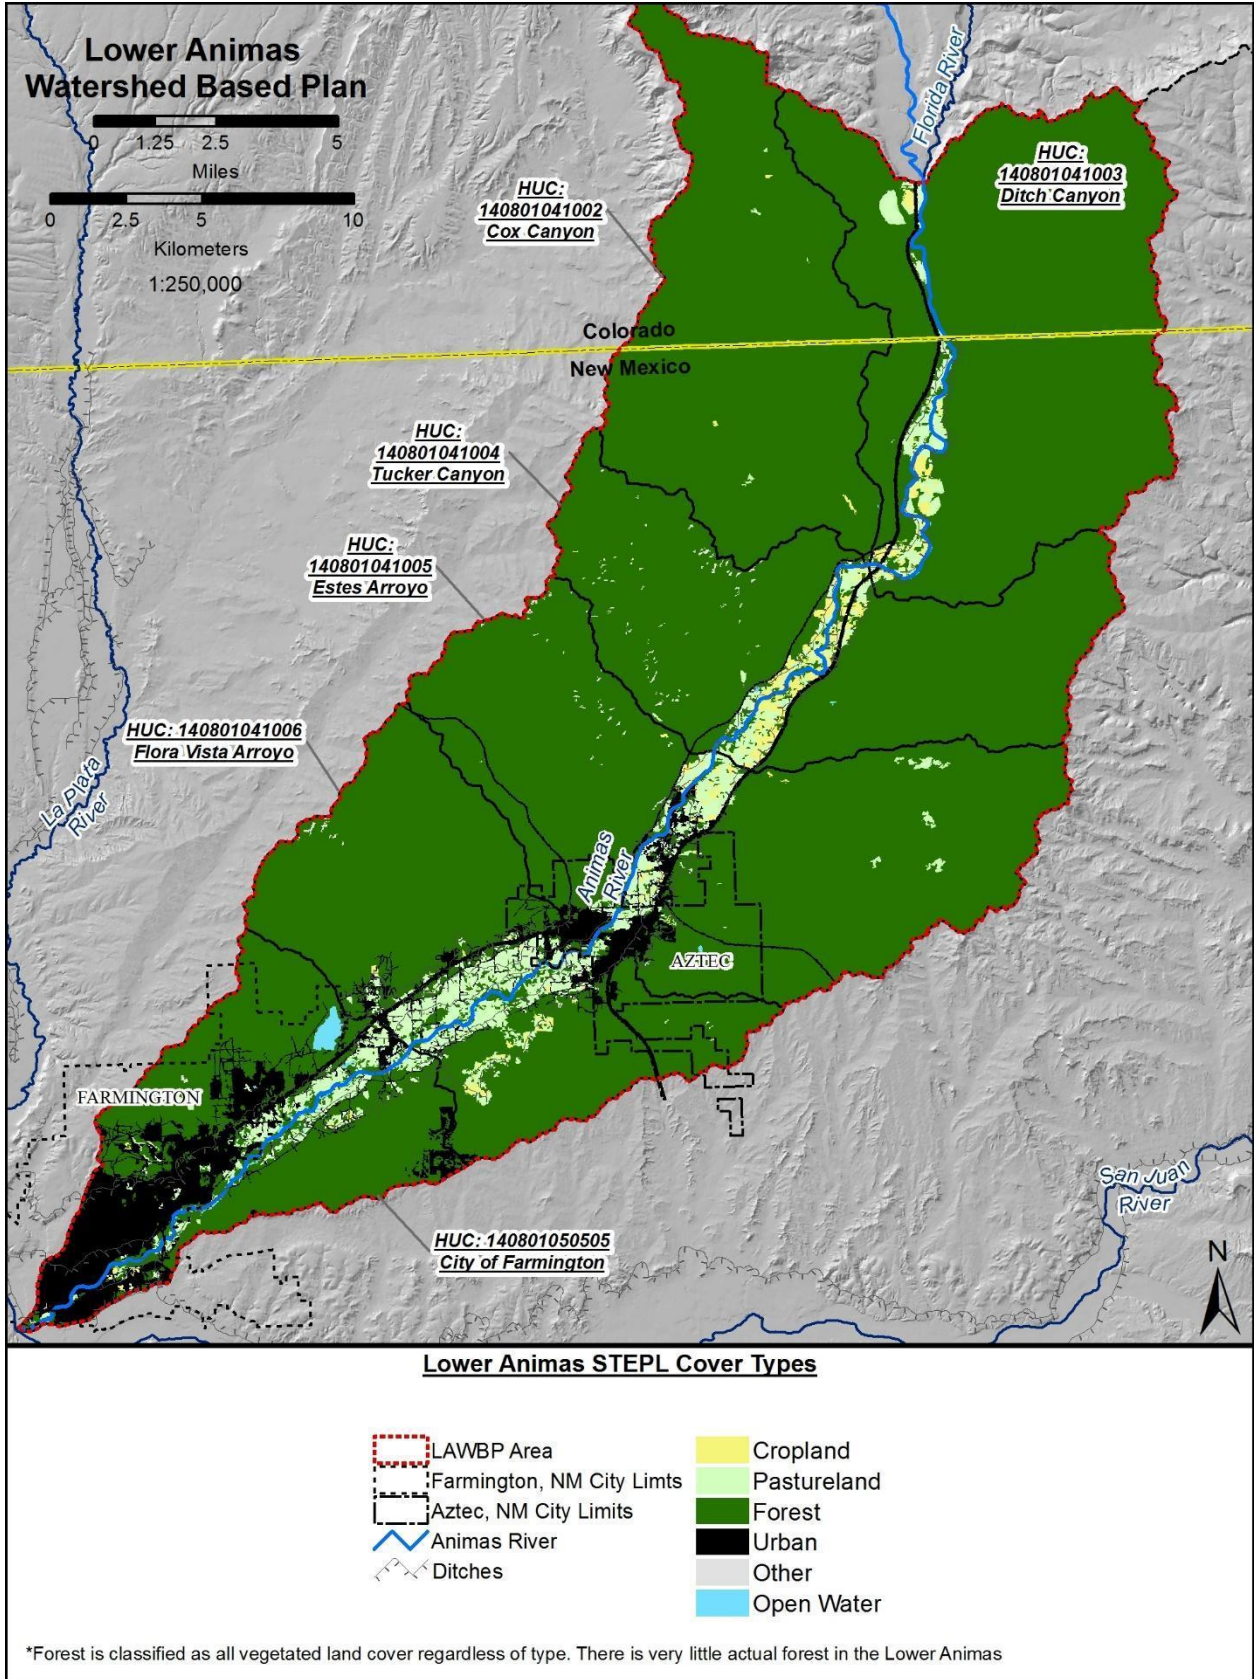 Lower Animas
Watershed Based Plan
0 1.25 2.5 5
Miles
0 2.5 5 10
Kilometers
1:250,000
Florida River
HUC:
140801041003
Ditch Canyon
HUC:
140801041002
Cox Canyon
Colorado
New Mexico
HUC:
140801041004
Tucker Canyon
HUC:
140801041005
Estes Arroyo
HUC: 140801041006
Flora Vista Arroyo
La Plata
River
Animas
River
AZTEC
FARMINGTON
San Juan
River
HUC: 140801050505
City of Farmington
N
Lower Animas STEPL Cover Types
LAWBP Area
Farmington, NM City Limts
Aztec, NM City Limits
Animas River
Ditches
Cropland
Pastureland
Forest
Urban
Other
Open Water
*Forest is classified as all vegetated land cover regardless of type. There is very little actual forest in the Lower Animas